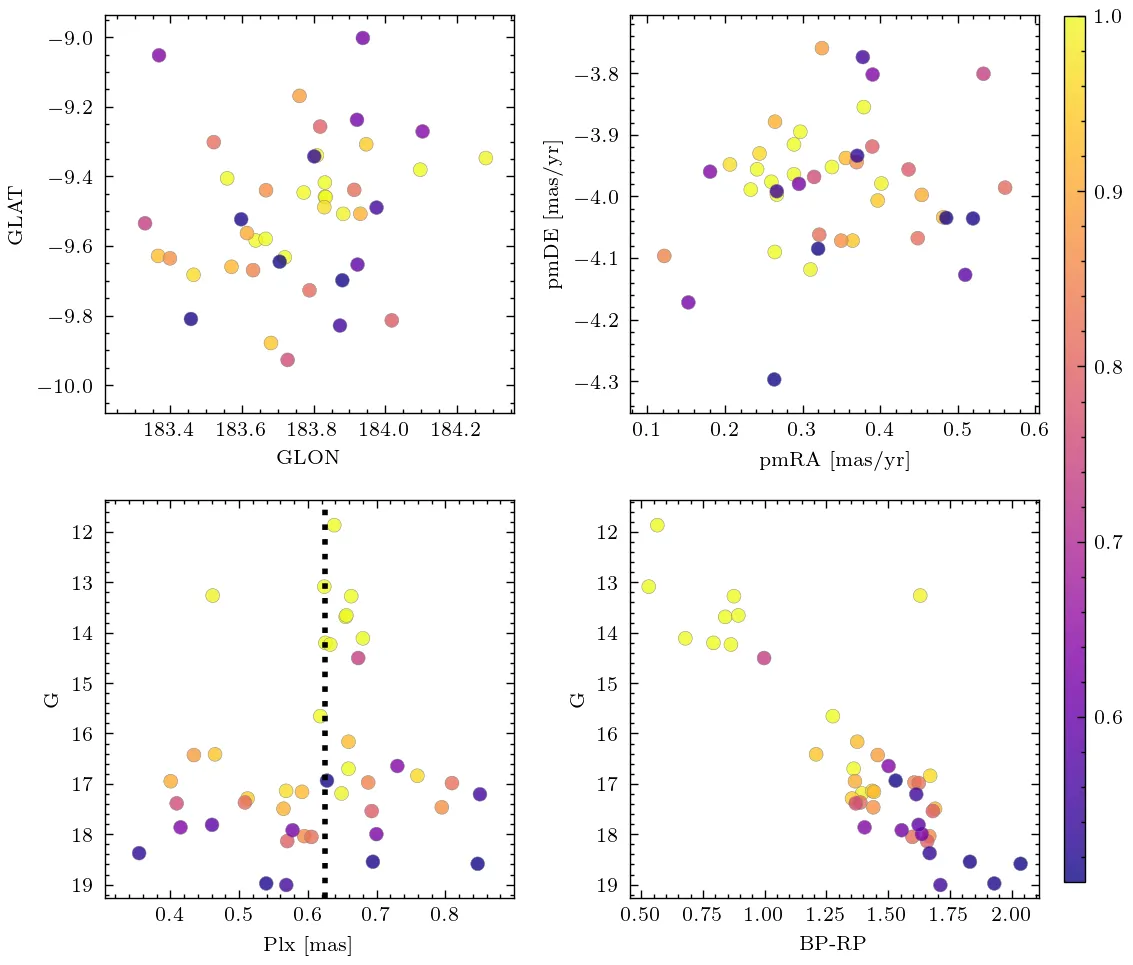 −9.0
−9.2
−9.4
−9.6
−9.8
−10.0
GLAT
183.4 183.6 183.8 184.0 184.2
GLON
−3.8
−3.9
−4.0
−4.1
−4.2
−4.3
pmDE [mas/yr]
0.1 0.2 0.3 0.4 0.5 0.6
pmRA [mas/yr]
12
13
14
15
16
17
18
19
G
0.4 0.5 0.6 0.7 0.8
Plx [mas]
12
13
14
15
16
17
18
19
G
0.50 0.75 1.00 1.25 1.50 1.75 2.00
BP-RP
1.0
0.9
0.8
0.7
0.6